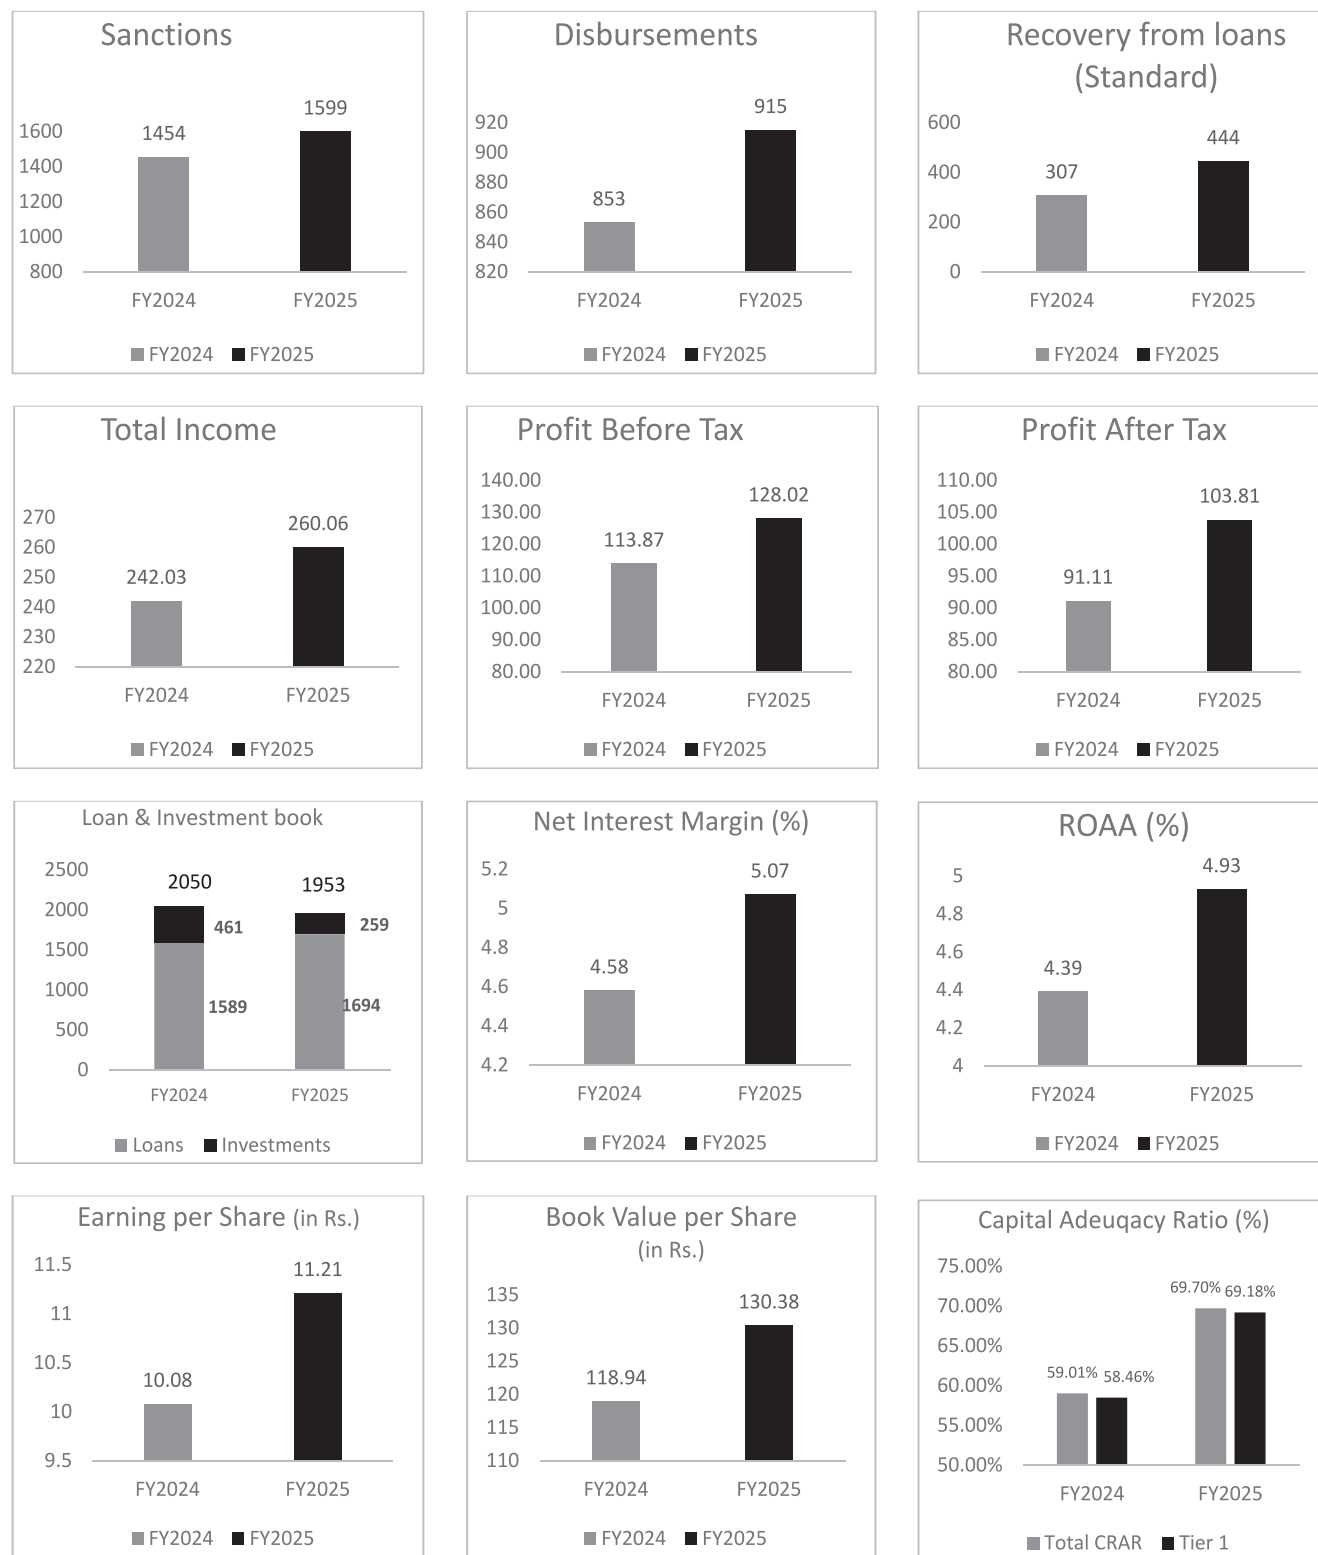 Sanctions
1599
1600
1454
1400
1200
1000
800
FY2024 FY2025
FY2024 FY2025
Disbursements
915
920
900
880
853
860
840
820
FY2024 FY2025
FY2024 FY2025
Recovery from loans
(Standard)
600
444
400
307
200
0
FY2024 FY2025
FY2024 FY2025
Total Income
270
260.06
260
250
242.03
240
230
220
FY2024 FY2025
FY2024 FY2025
Profit Before Tax
140.00
128.02
130.00
113.87
120.00
110.00
100.00
90.00
80.00
FY2024 FY2025
FY2024 FY2025
Profit After Tax
110.00
103.81
105.00
100.00
95.00
91.11
90.00
85.00
80.00
FY2024 FY2025
FY2024 FY2025
Loan & Investment book
2500
2050 1953
2000
461 259
1500
1000
1589 1694
500
0
FY2024 FY2025
Loans Investments
Net Interest Margin (%)
5.2
5.07
5
4.8
4.58
4.6
4.4
4.2
FY2024 FY2025
FY2024 FY2025
ROAA (%)
4.93
5
4.8
4.6
4.39
4.4
4.2
4
FY2024 FY2025
FY2024 FY2025
Earning per Share (in Rs.)
11.5
11.21
11
10.5
10.08
10
9.5
FY2024 FY2025
FY2024 FY2025
Book Value per Share
(in Rs.)
135
130.38
130
125
120
118.94
115
110
FY2024 FY2025
FY2024 FY2025
Capital Adeuqacy Ratio (%)
75.00%
69.70% 69.18%
70.00%
65.00%
60.00%
59.01% 58.46%
55.00%
50.00%
FY2024 FY2025
Total CRAR Tier 1